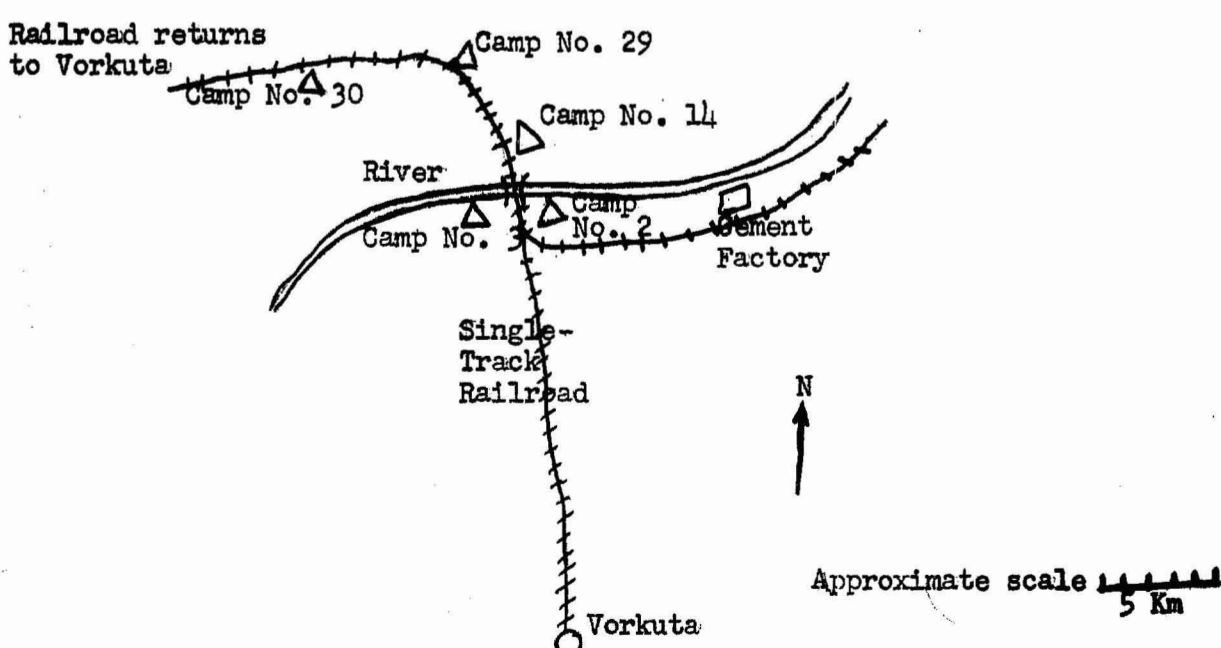 Railroad returns
to Vorkuta
Camp No. 29
Camp No. 30
Camp No. 14
River
Camp
No. 2
Camp No. 3
Cement
Factory
Single-
Track
Railroad
N
Approximate scale
5 Km
Vorkuta